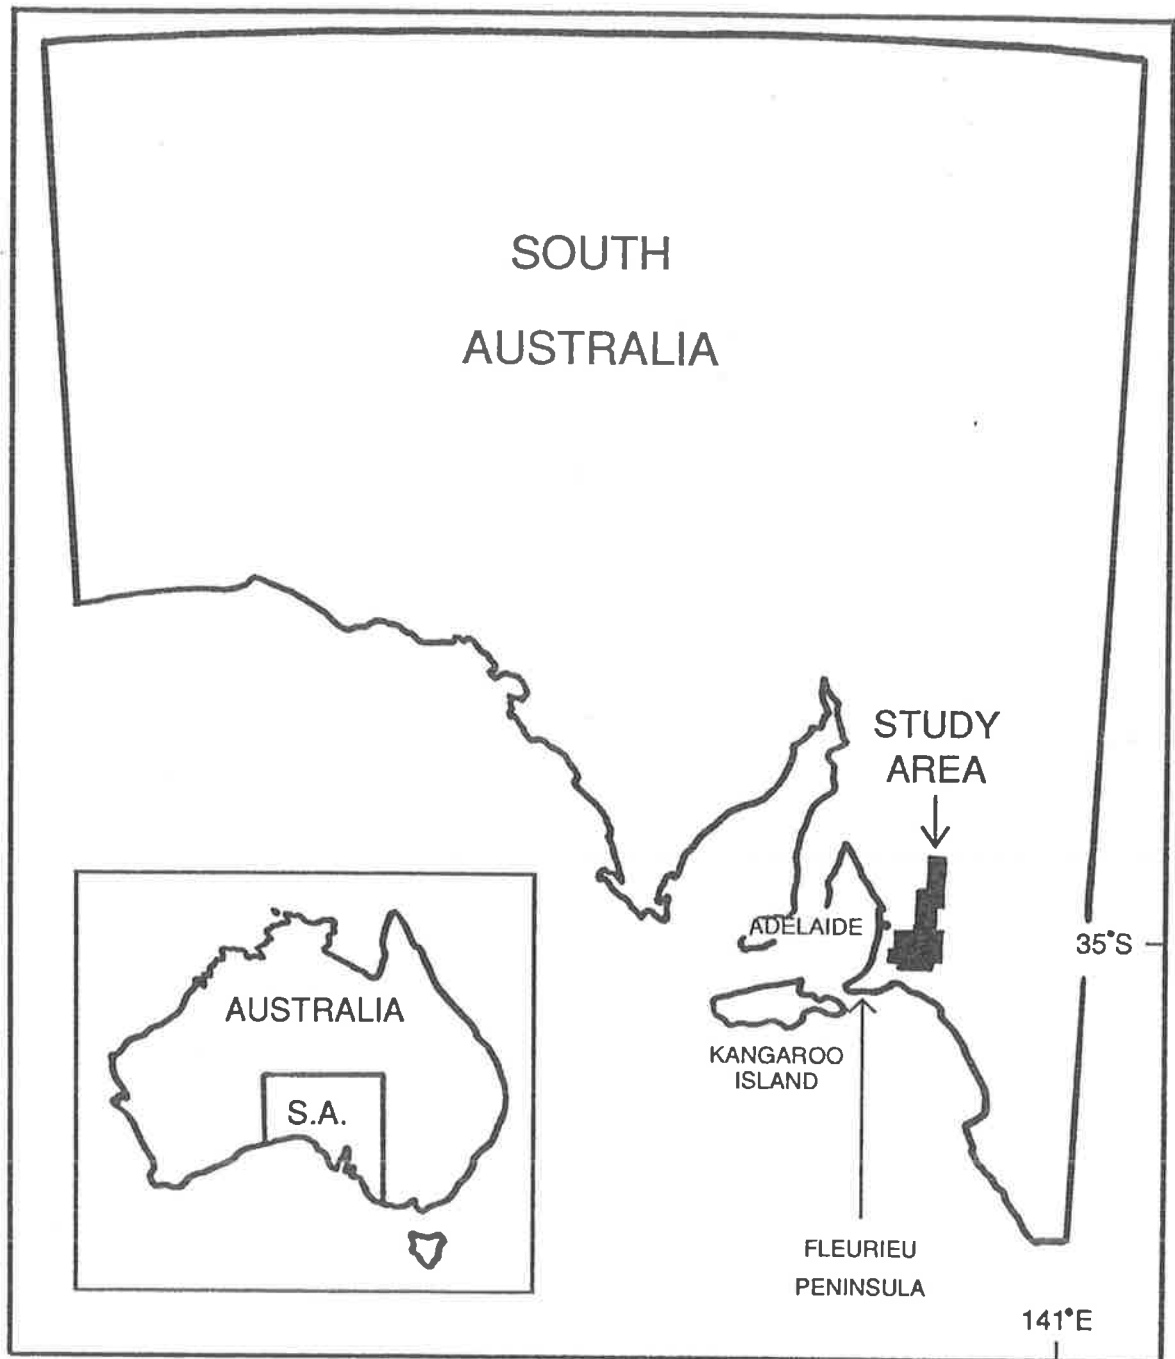 SOUTH
AUSTRALIA
STUDY
AREA
ADELAIDE
35°S
AUSTRALIA
KANGAROO
ISLAND
S.A.
FLEURIEU
PENINSULA
141°E